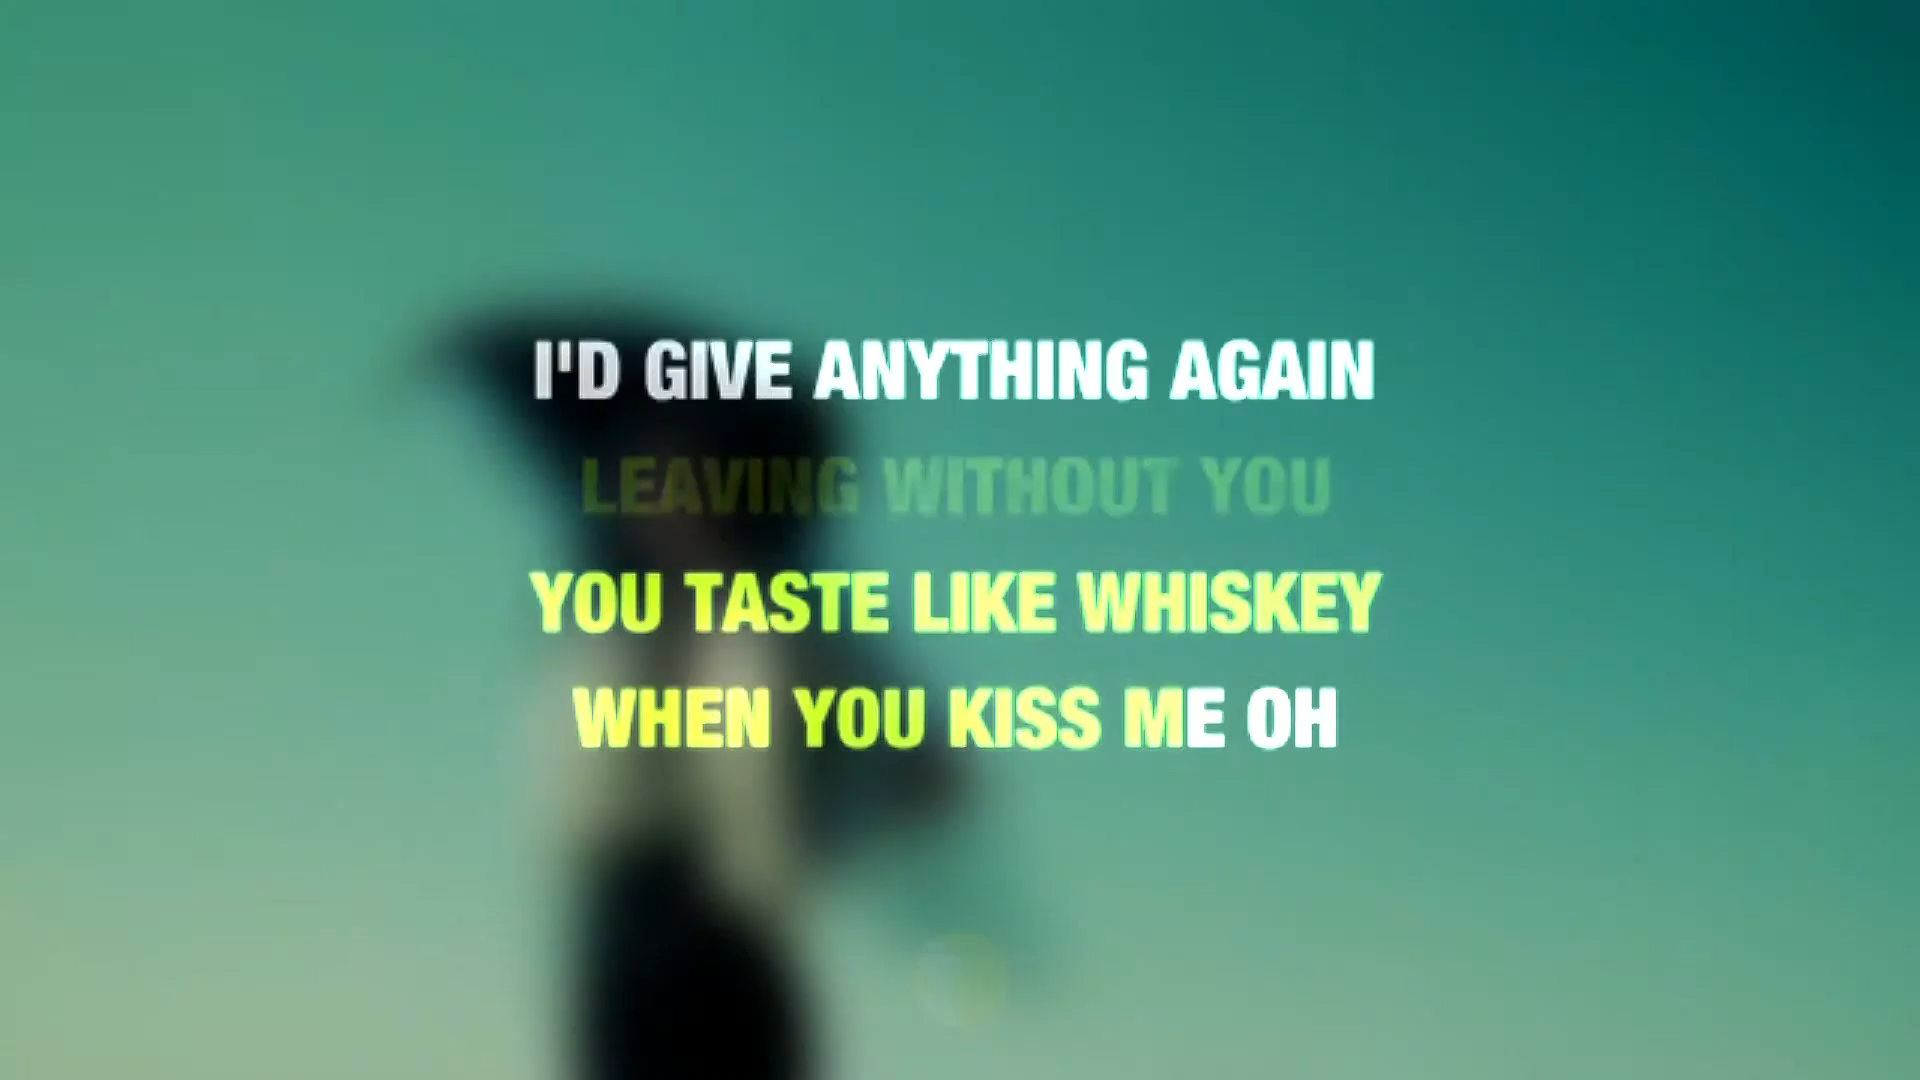 I'D GIVE ANYTHING AGAIN
LEAVING WITHOUT YOU
YOU TASTE LIKE WHISKEY
WHEN YOU KISS ME OH